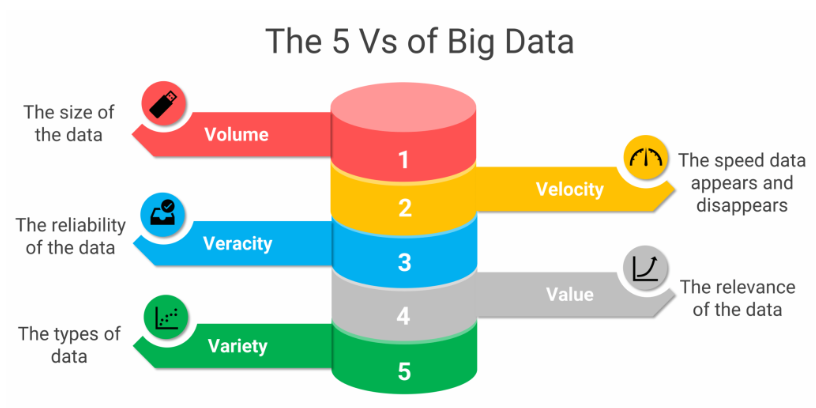 The 5 Vs of Big Data
The size of
the data
Volume
1
Velocity
The speed data
appears and
disappears
2
The reliability
of the data
Veracity
3
Value
The relevance
of the data
4
The types of
data
Variety
5